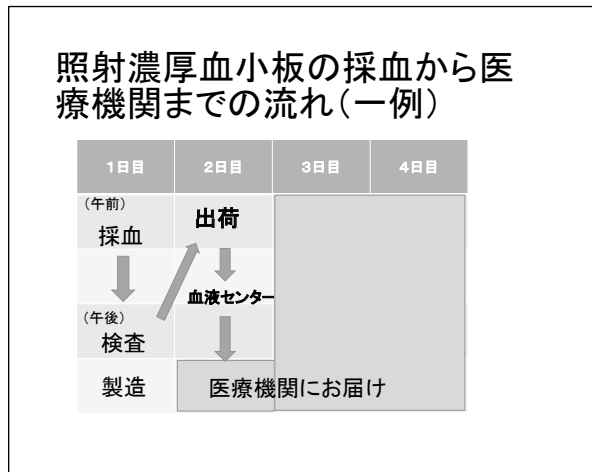 照射濃厚血小板の採血から医
療機関までの流れ(一例)
1日目 2日目 3日目 4日目
(午前)
採血
出荷
血液センター
(午後)
検査
製造
医療機関にお届け